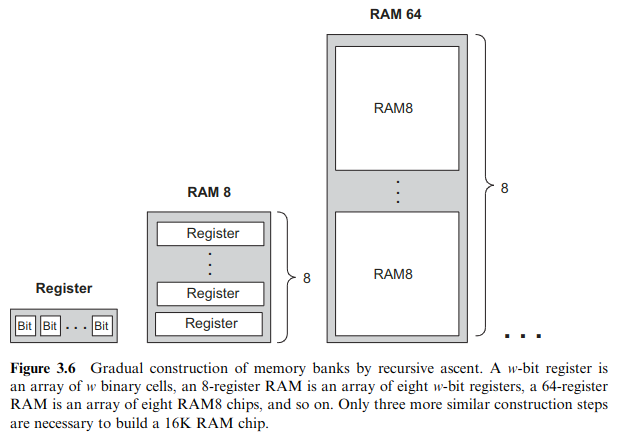 RAM 64
RAM8
8
RAM 8
Register
8
RAM8
Register
Register
Bit Bit . . . Bit
Register
. . .
Figure 3.6 Gradual construction of memory banks by recursive ascent. A w-bit register is
an array of w binary cells, an 8-register RAM is an array of eight w-bit registers, a 64-register
RAM is an array of eight RAM8 chips, and so on. Only three more similar construction steps
are necessary to build a 16K RAM chip.